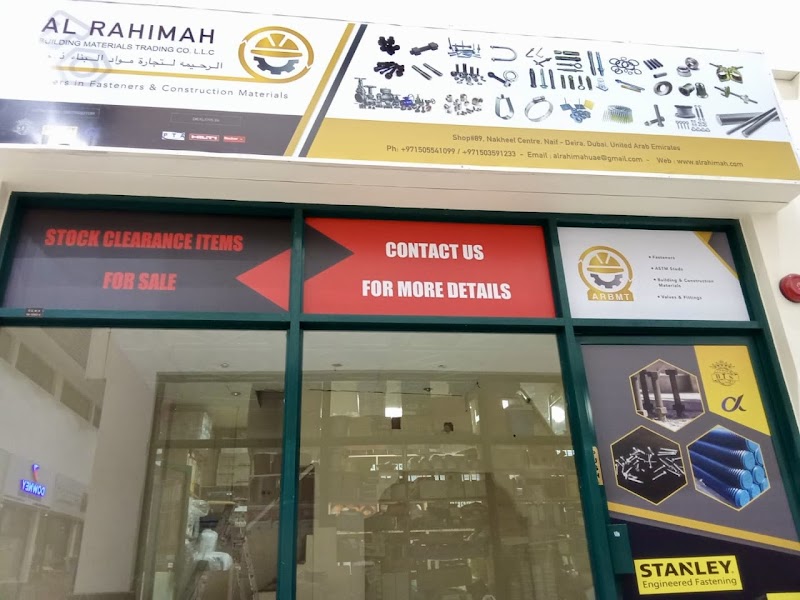 AL RAHIMAH
BUILDING MATERIALS TRADING CO. L.L.C
الرحيمه لتجارة مواد البناء
in Fasteners & Construction Materials
HILTI
Shop#89, Nakheel Centre, Naif - Deira, Dubai, United Arab Emirates
Ph: +971505541099 / +971503591233 - Email : alrahimahuae@gmail.com - Web : www.alrahimah.com
STOCK CLEARANCE ITEMS
FOR SALE
CONTACT US
FOR MORE DETAILS
ARBMT
• Fasteners
• ASTM Studs
• Building & Construction
Materials
• Valves & Fittings
STANLEY
Engineered Fastening
DOWNEY